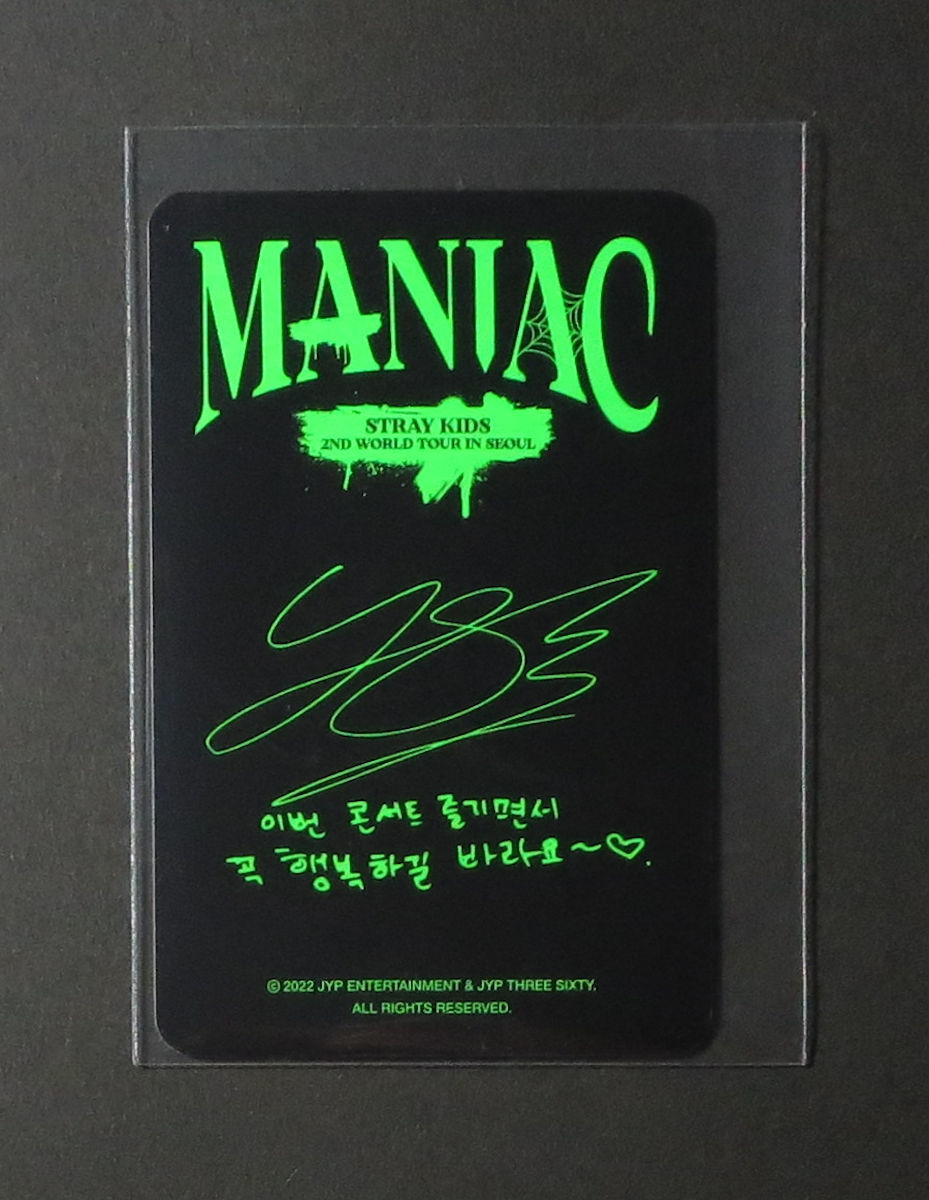 MANIAC
STRAY KIDS
2ND WORLD TOUR IN SEOUL
이번 콘서트 즐기면서
꼭 행복하길 바라요~♡.
© 2022 JYP ENTERTAINMENT & JYP THREE SIXTY.
ALL RIGHTS RESERVED.